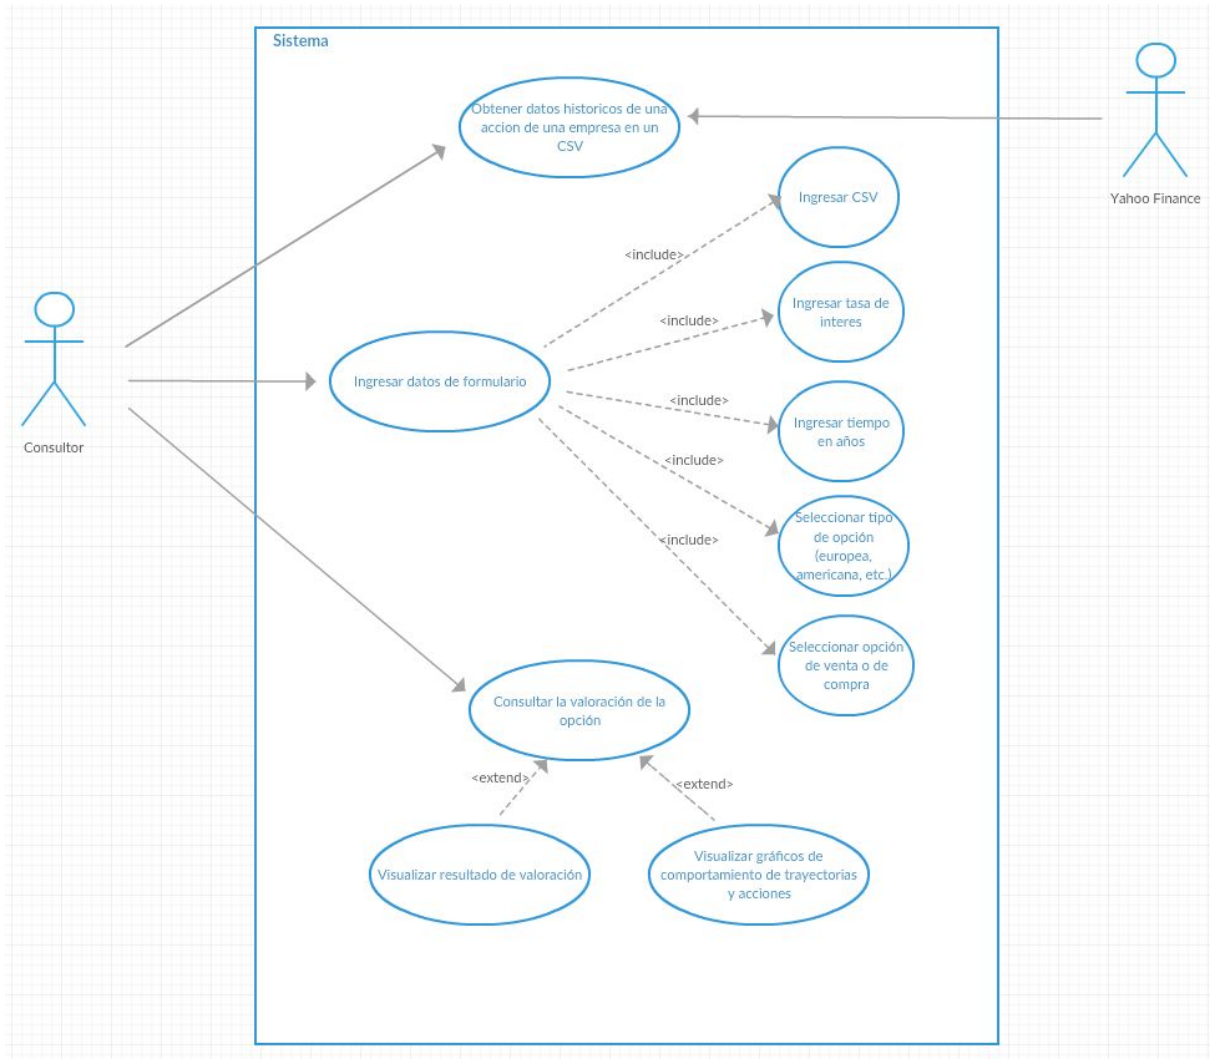 Sistema
Obtener datos historicos de una
accion de una empresa en un
CSV
Yahoo Finance
Ingresar CSV
<include>
Ingresar tasa de
interes
<include>
Consultor
Ingresar datos de formulario
<include>
Ingresar tiempo
en años
<include>
Seleccionar tipo
de opción
(europea,
americana, etc.)
<include>
Seleccionar opción
de venta o de
compra
Consultar la valoración de la
opción
<extend>
<extend>
Visualizar resultado de valoración
Visualizar gráficos de
comportamiento de trayectorias
y acciones